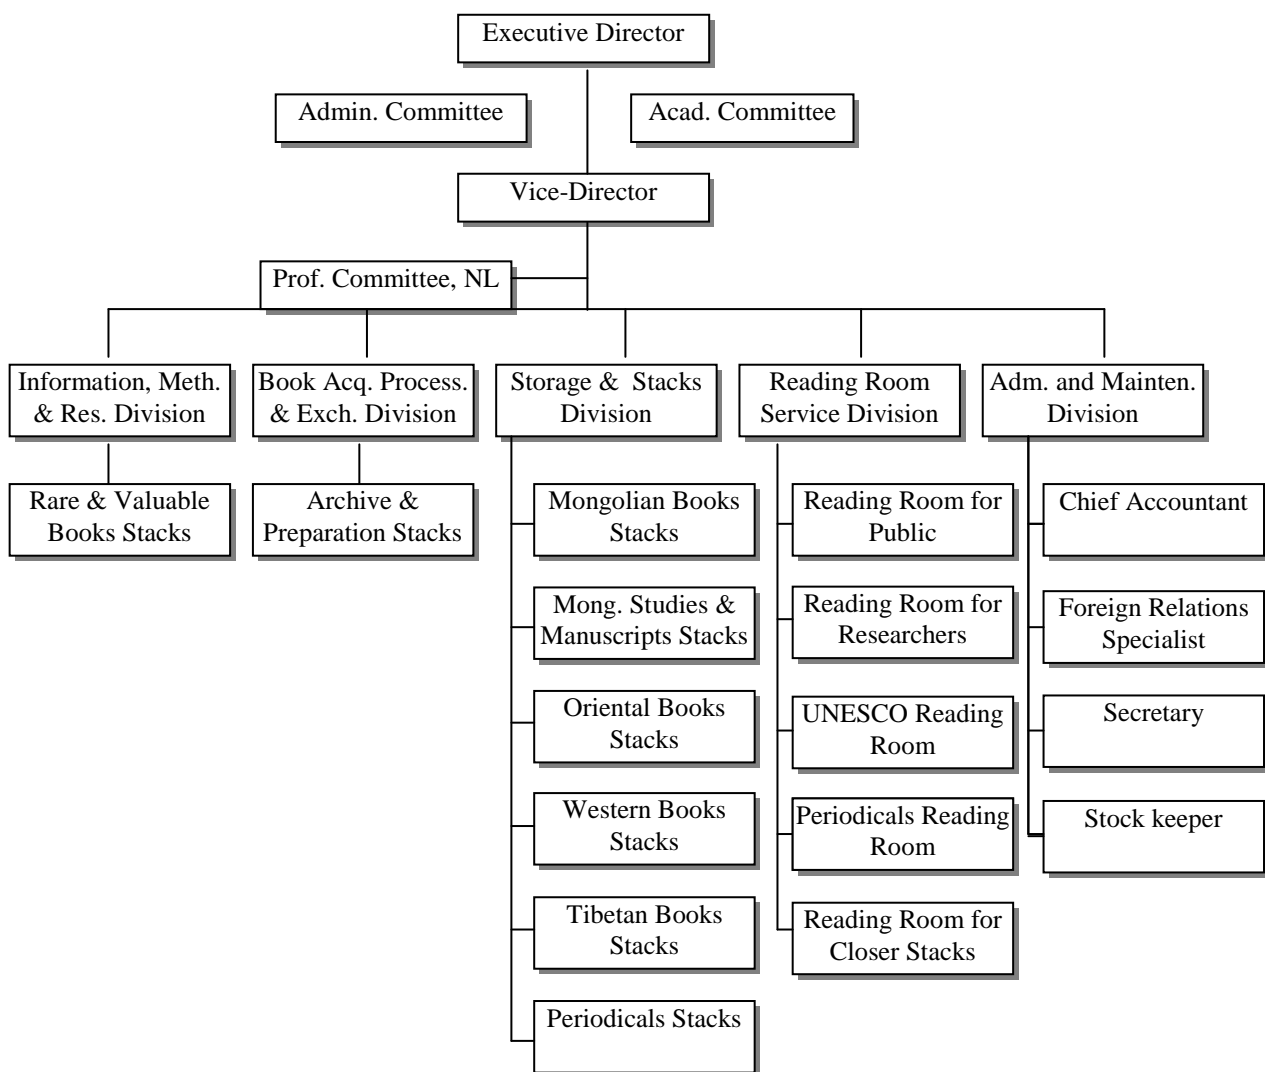 Executive Director
Admin. Committee
Acad. Committee
Vice-Director
Prof. Committee, NL
Information, Meth.
& Res. Division
Book Acq. Process.
& Exch. Division
Storage & Stacks
Division
Reading Room
Service Division
Adm. and Mainten.
Division
Rare & Valuable
Books Stacks
Archive &
Preparation Stacks
Mongolian Books
Stacks
Mong. Studies &
Manuscripts Stacks
Oriental Books
Stacks
Western Books
Stacks
Tibetan Books
Stacks
Periodicals Stacks
Reading Room for
Public
Reading Room for
Researchers
UNESCO Reading
Room
Periodicals Reading
Room
Reading Room for
Closer Stacks
Chief Accountant
Foreign Relations
Specialist
Secretary
Stock keeper